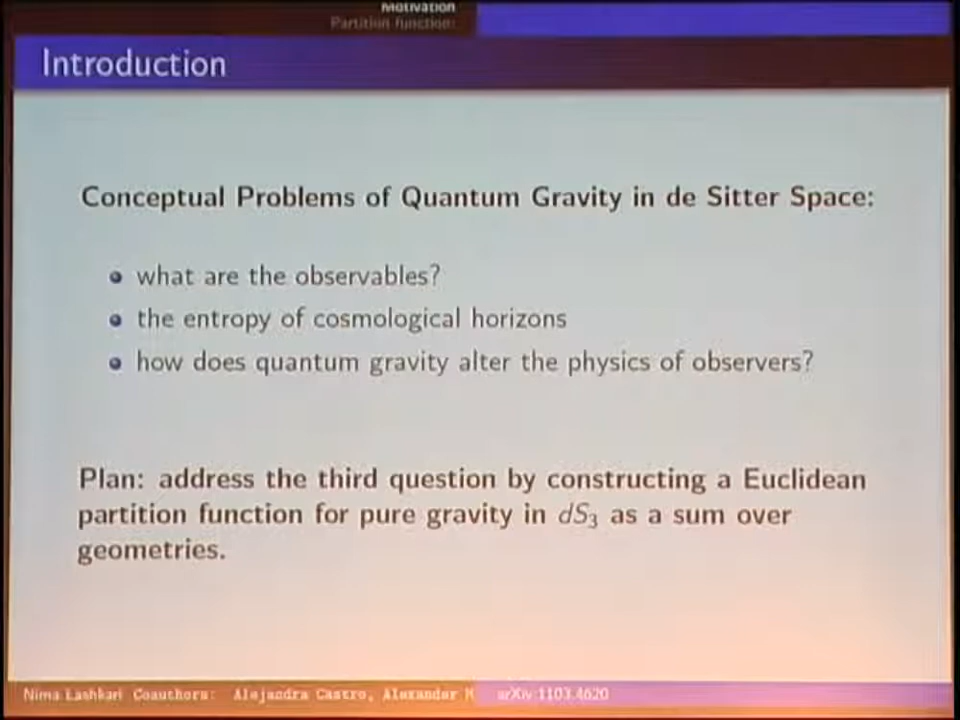 Motivation
Partition function
Introduction
Conceptual Problems of Quantum Gravity in de Sitter Space:
what are the observables?
the entropy of cosmological horizons
how does quantum gravity alter the physics of observers?
Plan: address the third question by constructing a Euclidean
partition function for pure gravity in dS₃ as a sum over
geometries.
Nima Lashkari Coauthors: Alejandra Castro, Alexander M arXiv:1103.4620